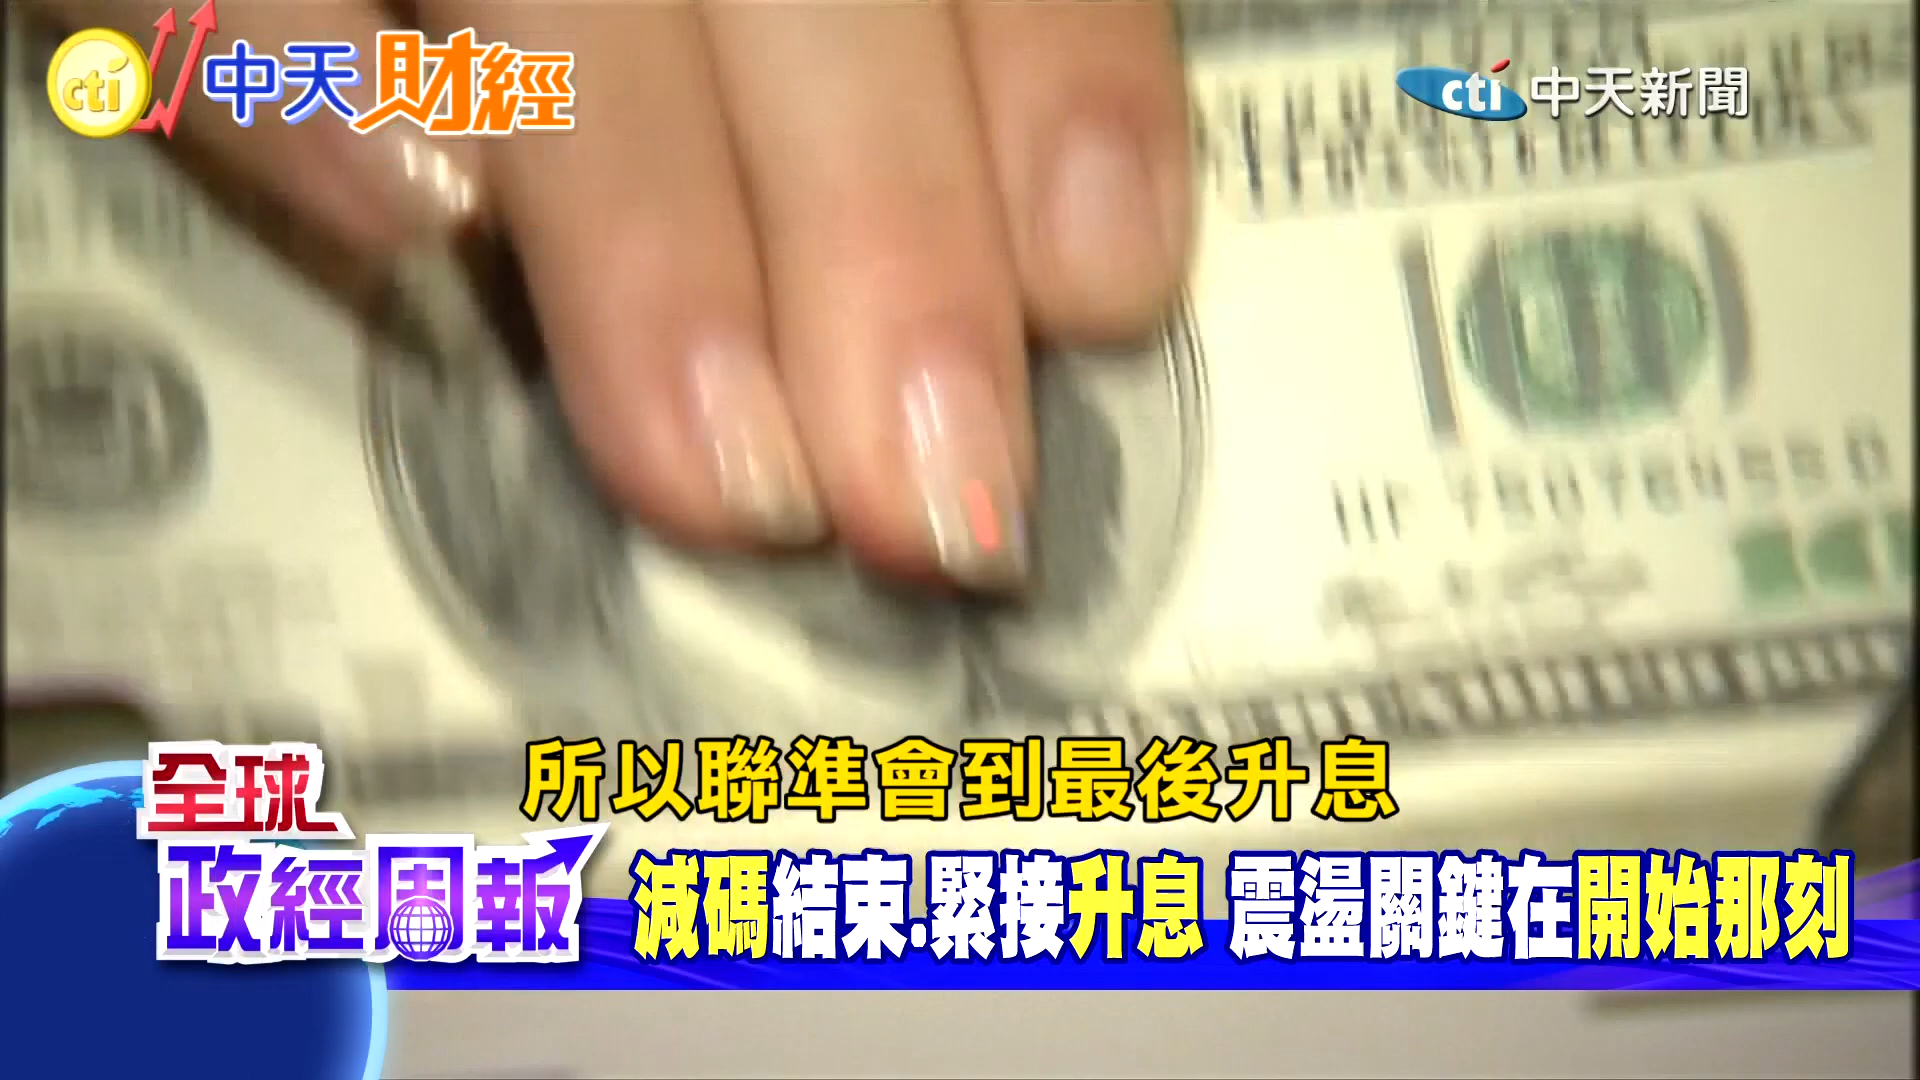 cti 中天財經
cti 中天新聞
所以聯準會到最後升息
全球
政經周報
減碼結束.緊接升息 震盪關鍵在開始那刻